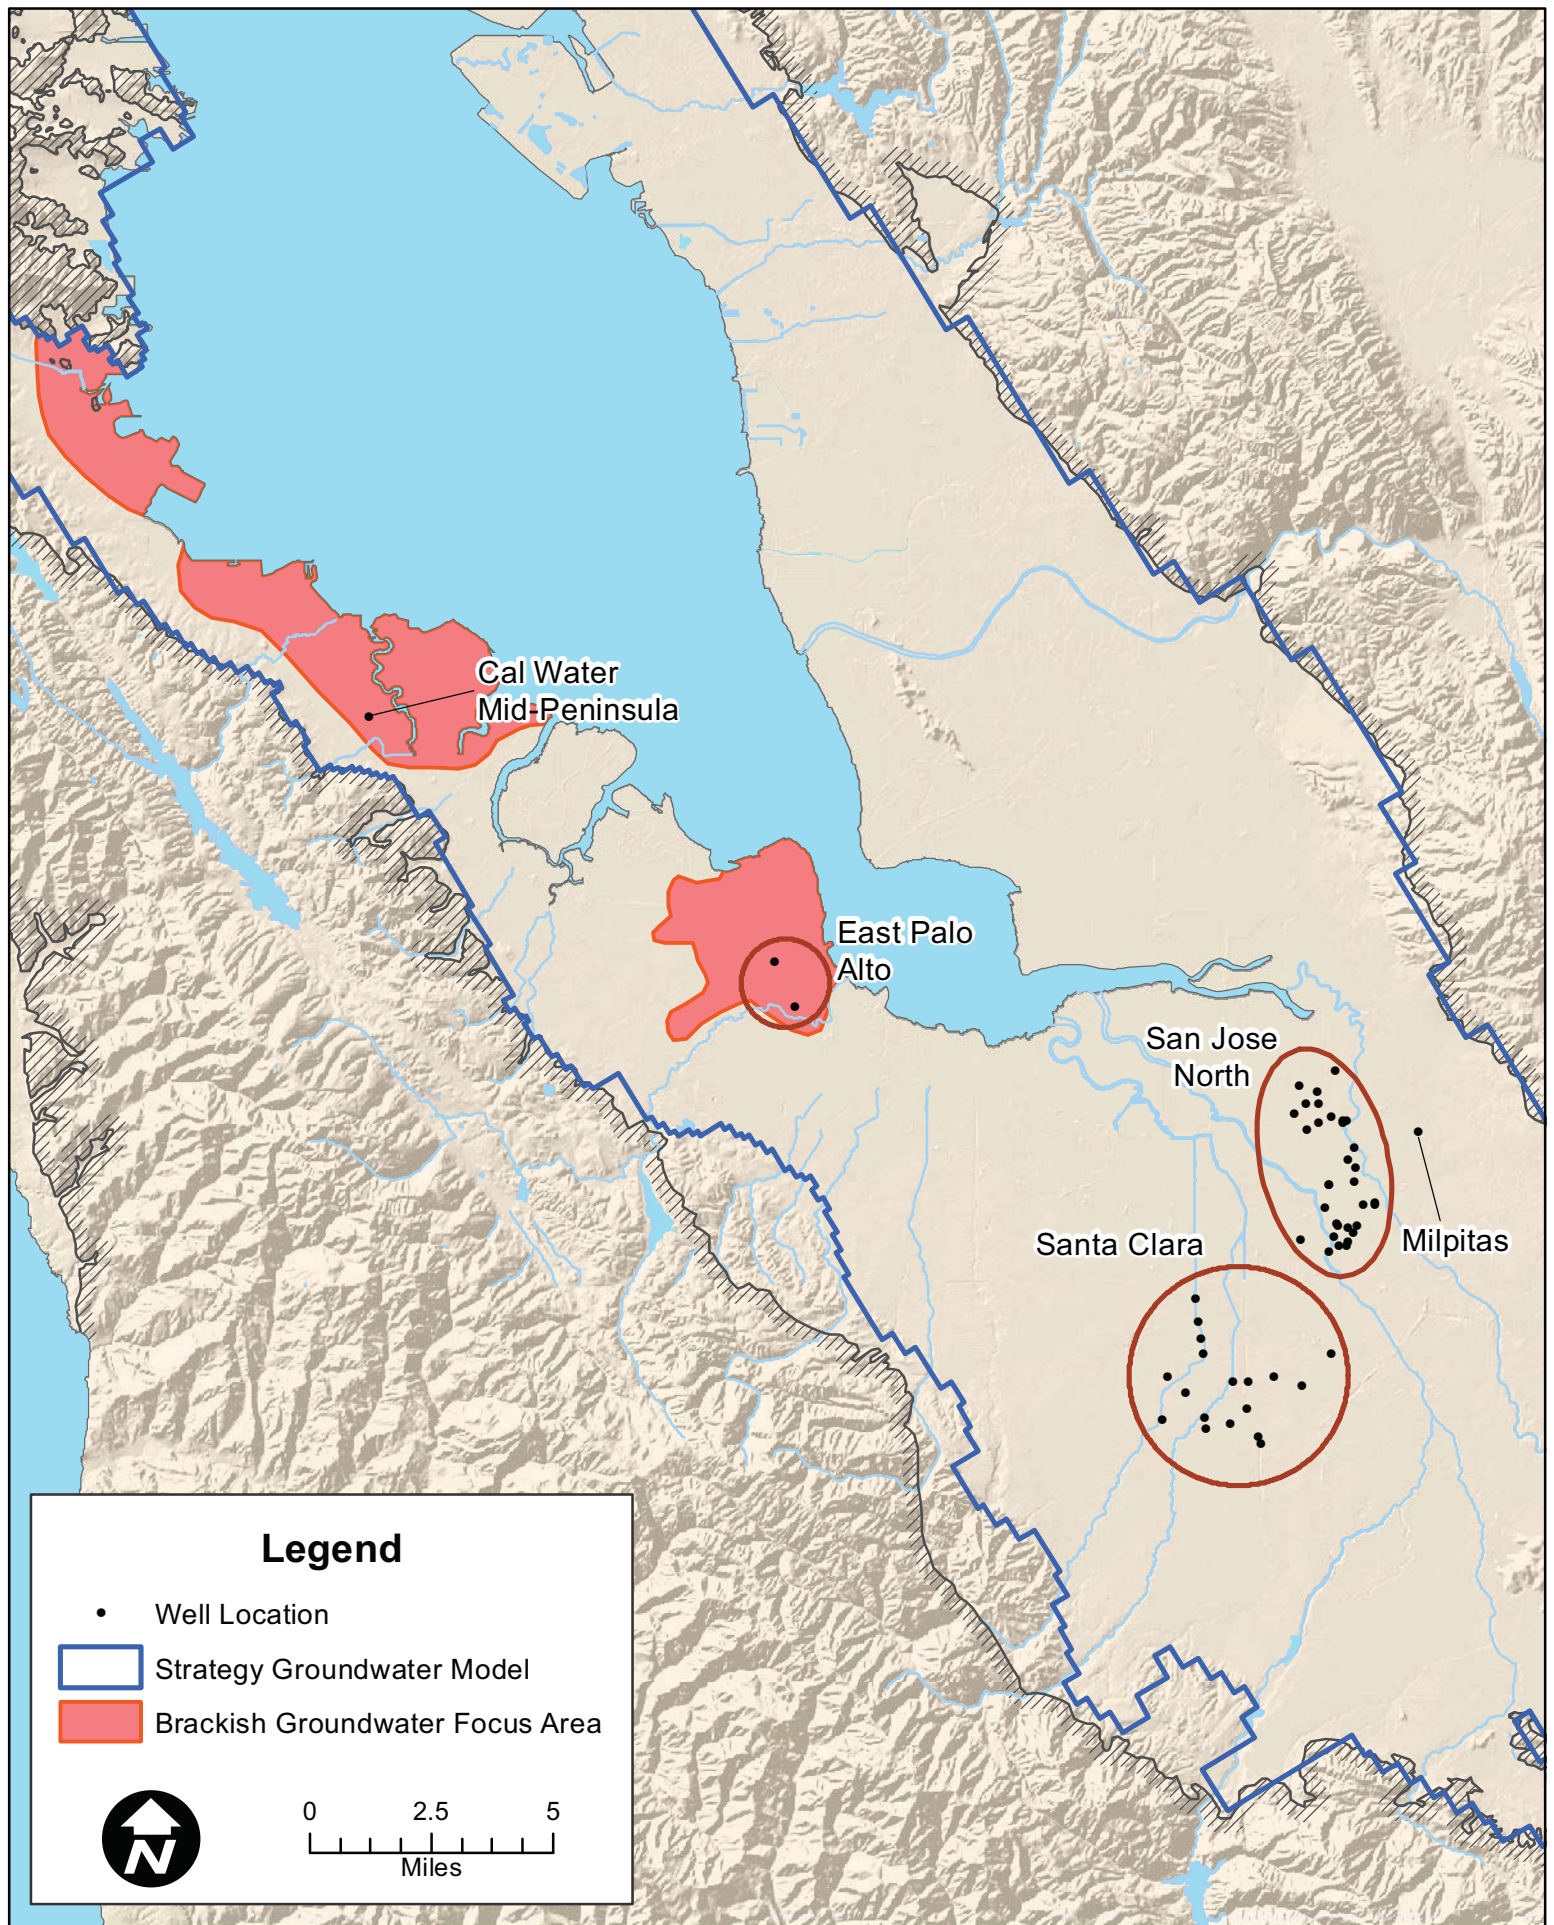 Cal Water
Mid-Peninsula
East Palo
Alto
San Jose
North
Santa Clara
Milpitas
Legend
Well Location
Strategy Groundwater Model
Brackish Groundwater Focus Area
N
0 2.5 5
Miles